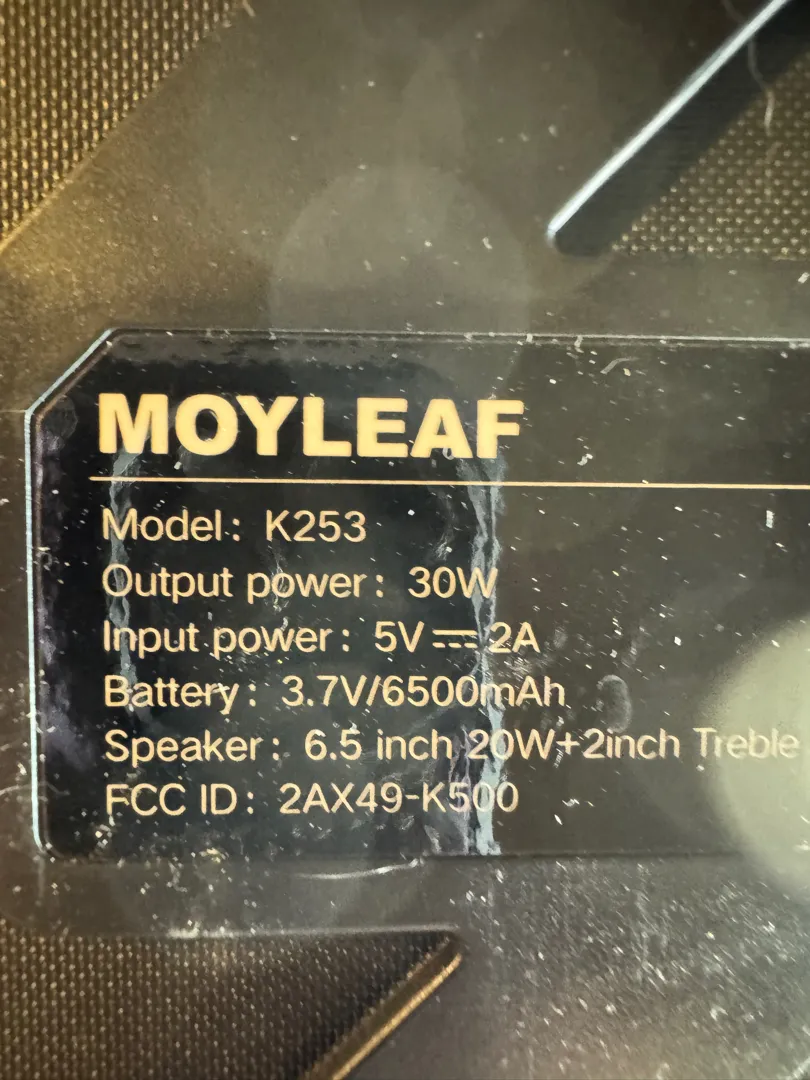 MOYLEAF
Model: K253
Output power: 30W
Input power: 5V⎓2A
Battery: 3.7V/6500mAh
Speaker: 6.5 inch 20W+2inch Treble
FCC ID: 2AX49-K500